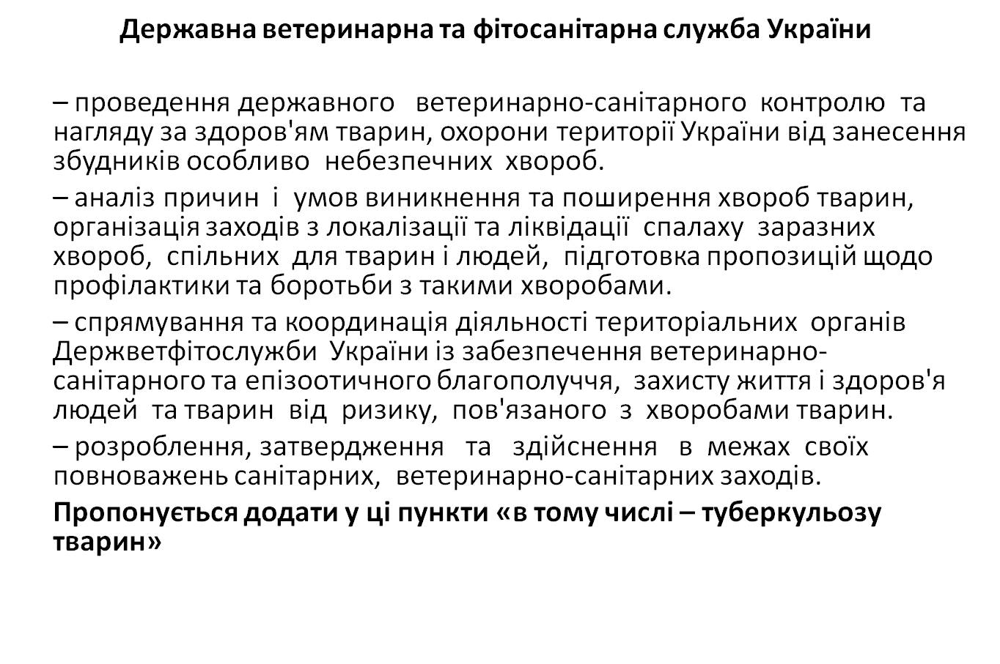 Державна ветеринарна та фітосанітарна служба України
– проведення державного ветеринарно-санітарного контролю та
нагляду за здоров'ям тварин, охорони території України від занесення
збудників особливо небезпечних хвороб.
– аналіз причин і умов виникнення та поширення хвороб тварин,
організація заходів з локалізації та ліквідації спалаху заразних
хвороб, спільних для тварин і людей, підготовка пропозицій щодо
профілактики та боротьби з такими хворобами.
– спрямування та координація діяльності територіальних органів
Держветфітослужби України із забезпечення ветеринарно-
санітарного та епізоотичного благополуччя, захисту життя і здоров'я
людей та тварин від ризику, пов'язаного з хворобами тварин.
– розроблення, затвердження та здійснення в межах своїх
повноважень санітарних, ветеринарно-санітарних заходів.
Пропонується додати у ці пункти «в тому числі – туберкульозу
тварин»